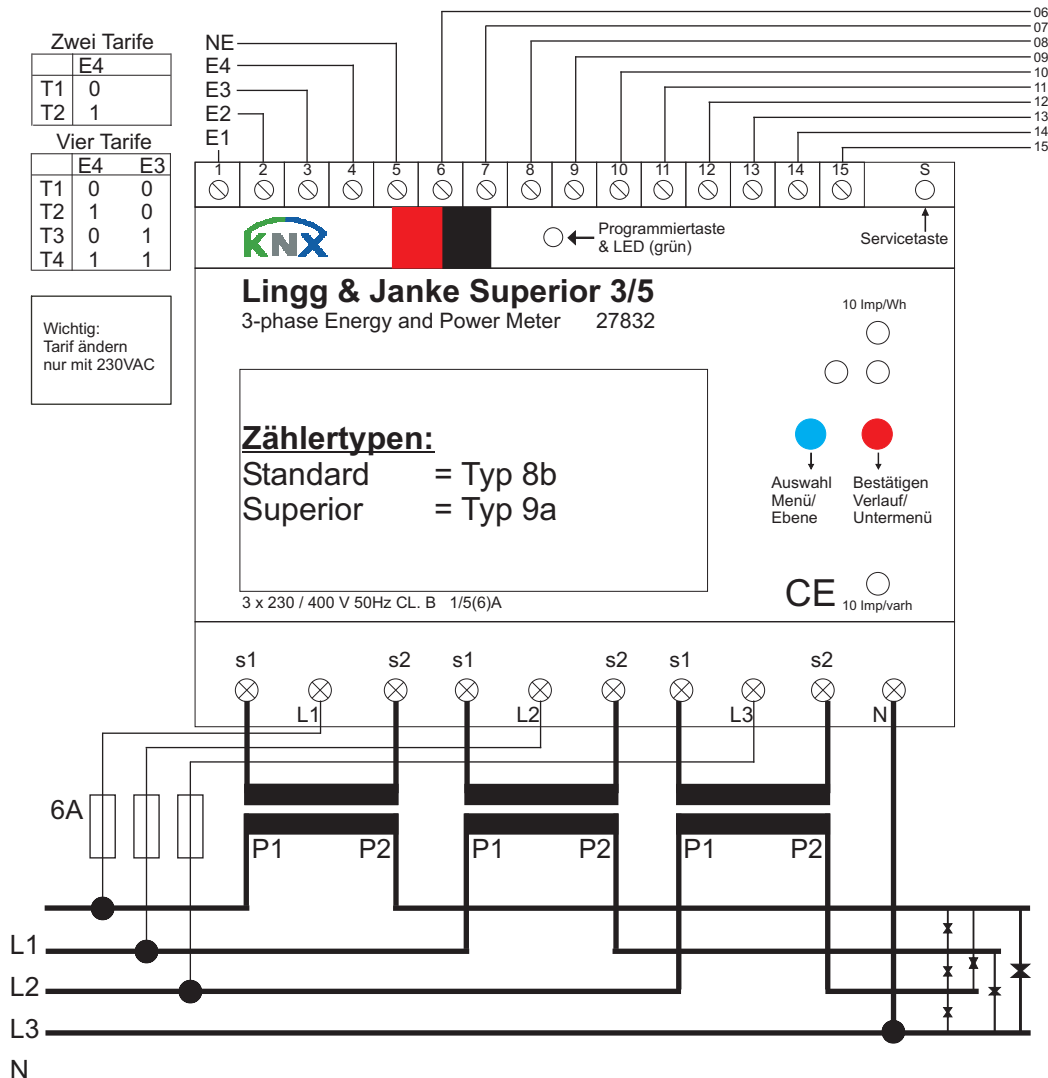 Zwei Tarife
E4
T1 0
T2 1
Vier Tarife
E4 E3
T1 0 0
T2 1 0
T3 0 1
T4 1 1
Wichtig:
Tarif ändern
nur mit 230VAC
NE
E4
E3
E2
E1
06
07
08
09
10
11
12
13
14
15
1 2 3 4 5 6 7 8 9 10 11 12 13 14 15 S
KNX
Programmiertaste
& LED (grün)
Servicetaste
Lingg & Janke Superior 3/5
3-phase Energy and Power Meter 27832
10 Imp/Wh
Zählertypen:
Standard = Typ 8b
Superior = Typ 9a
Auswahl
Menü/
Ebene
Bestätigen
Verlauf/
Untermenü
3 x 230 / 400 V 50Hz CL. B 1/5(6)A
CE
10 Imp/varh
s1 s2 s1 s2 s1 s2
L1 L2 L3 N
6A
P1 P2 P1 P2 P1 P2
L1
L2
L3
N